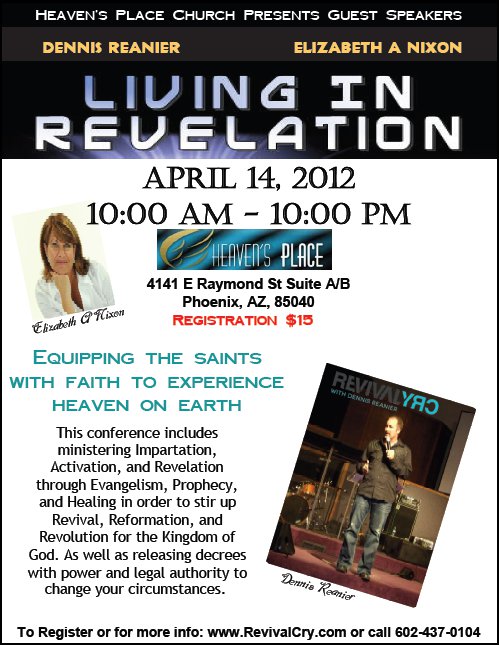 Heaven's Place Church Presents Guest Speakers
DENNIS REANIER ELIZABETH A NIXON
LIVING IN
REVELATION
APRIL 14, 2012
10:00 AM - 10:00 PM
HEAVEN'S PLACE
4141 E Raymond St Suite A/B
Phoenix, AZ, 85040
Registration $15
Elizabeth A Nixon
Equipping the saints
with faith to experience
heaven on earth
This conference includes
ministering Impartation,
Activation, and Revelation
through Evangelism, Prophecy,
and Healing in order to stir up
Revival, Reformation, and
Revolution for the Kingdom of
God. As well as releasing decrees
with power and legal authority to
change your circumstances.
REVIVALCRY
WITH DENNIS REANIER
Dennis Reanier
To Register or for more info: www.RevivalCry.com or call 602-437-0104